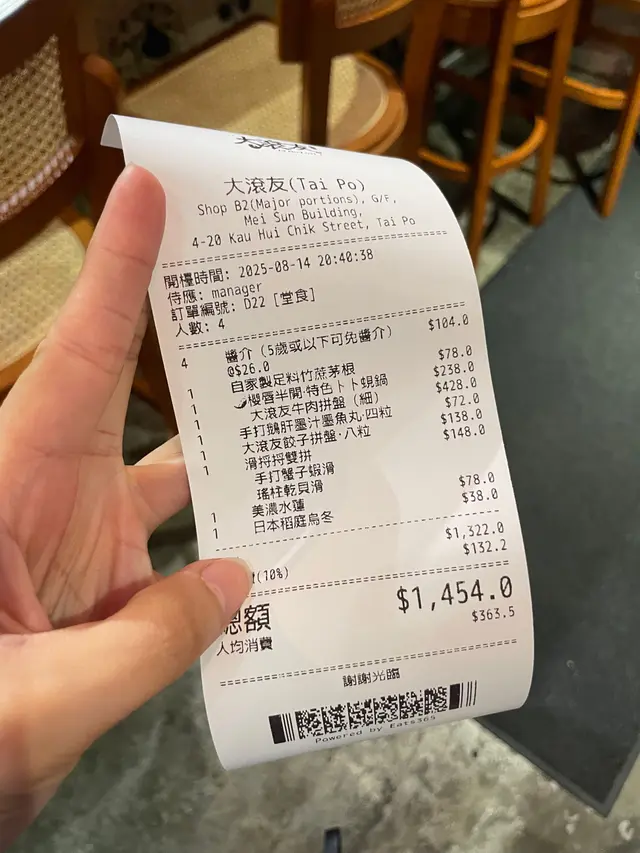 大滾友(Tai Po)
Shop B2(Major portions), G/F,
Mei Sun Building,
4-20 Kau Hui Chik Street, Tai Po
開檯時間: 2025-08-14 20:40:38
侍應: manager
訂單編號: D22 [堂食]
人數: 4
4 醬介 (5歲或以下可免醬介) $104.0
@$26.0
1 自家製足料竹蔗茅根 $78.0
1 🌶櫻唇半開·特色卜卜蜆鍋 $238.0
1 大滾友牛肉拼盤 (細) $428.0
1 手打鵝肝墨汁墨魚丸·四粒 $72.0
1 大滾友餃子拼盤·八粒 $138.0
1 滑捋捋雙拼 $148.0
手打蟹子蝦滑
瑤柱乾貝滑
1 美濃水蓮 $78.0
1 日本稻庭烏冬 $38.0
$1,322.0
(10%) $132.2
總額 $1,454.0
人均消費 $363.5
謝謝光臨
Powered by Eats365